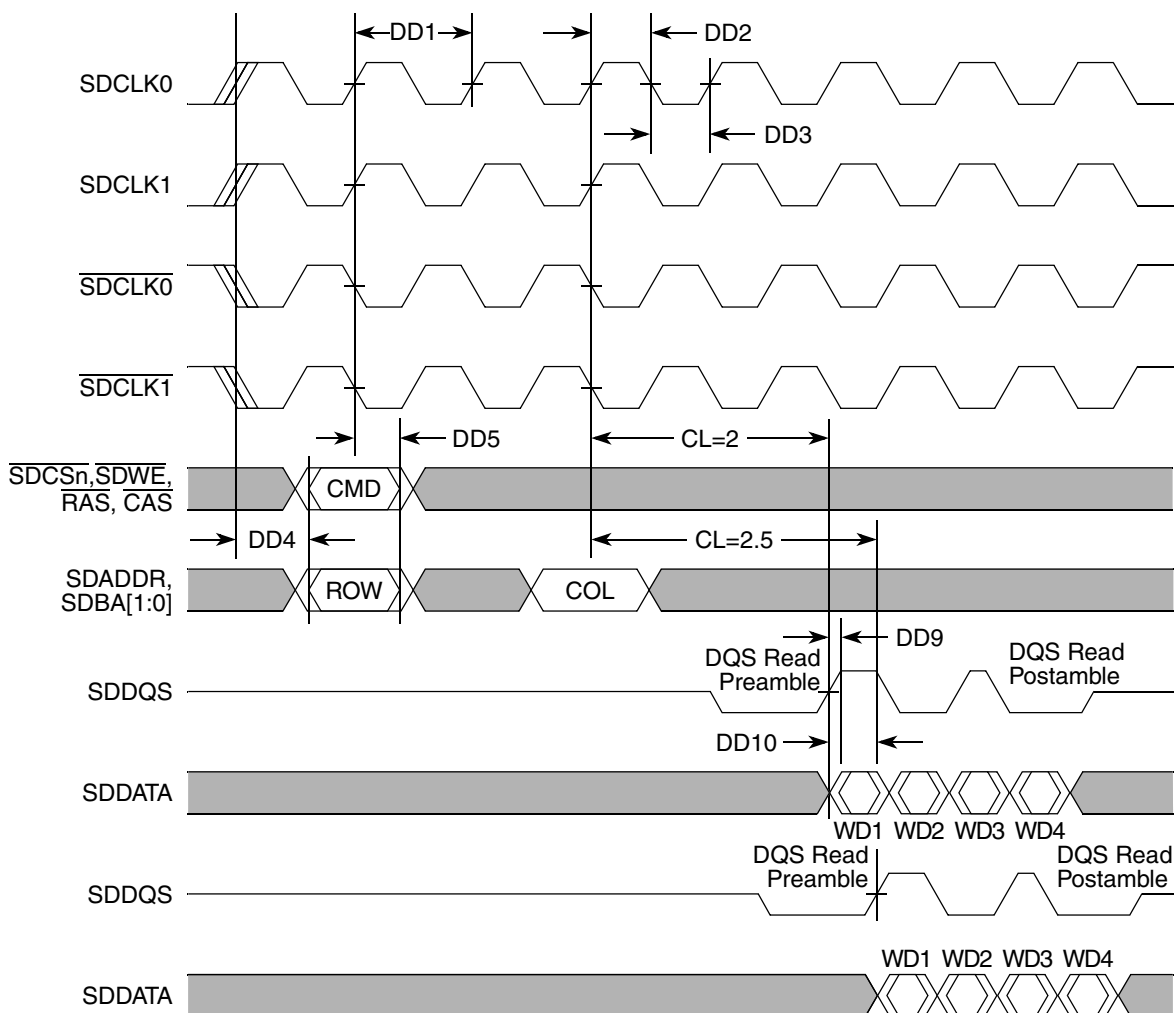 DD1
DD2
SDCLK0
DD3
SDCLK1
SDCLK0
SDCLK1
DD5
CL=2
SDCSn,SDWE,
RAS, CAS
CMD
DD4
CL=2.5
SDADDR,
SDBA[1:0]
ROW
COL
DD9
DQS Read
Preamble
DQS Read
Postamble
SDDQS
DD10
SDDATA
WD1 WD2 WD3 WD4
DQS Read
Preamble
DQS Read
Postamble
SDDQS
WD1 WD2 WD3 WD4
SDDATA